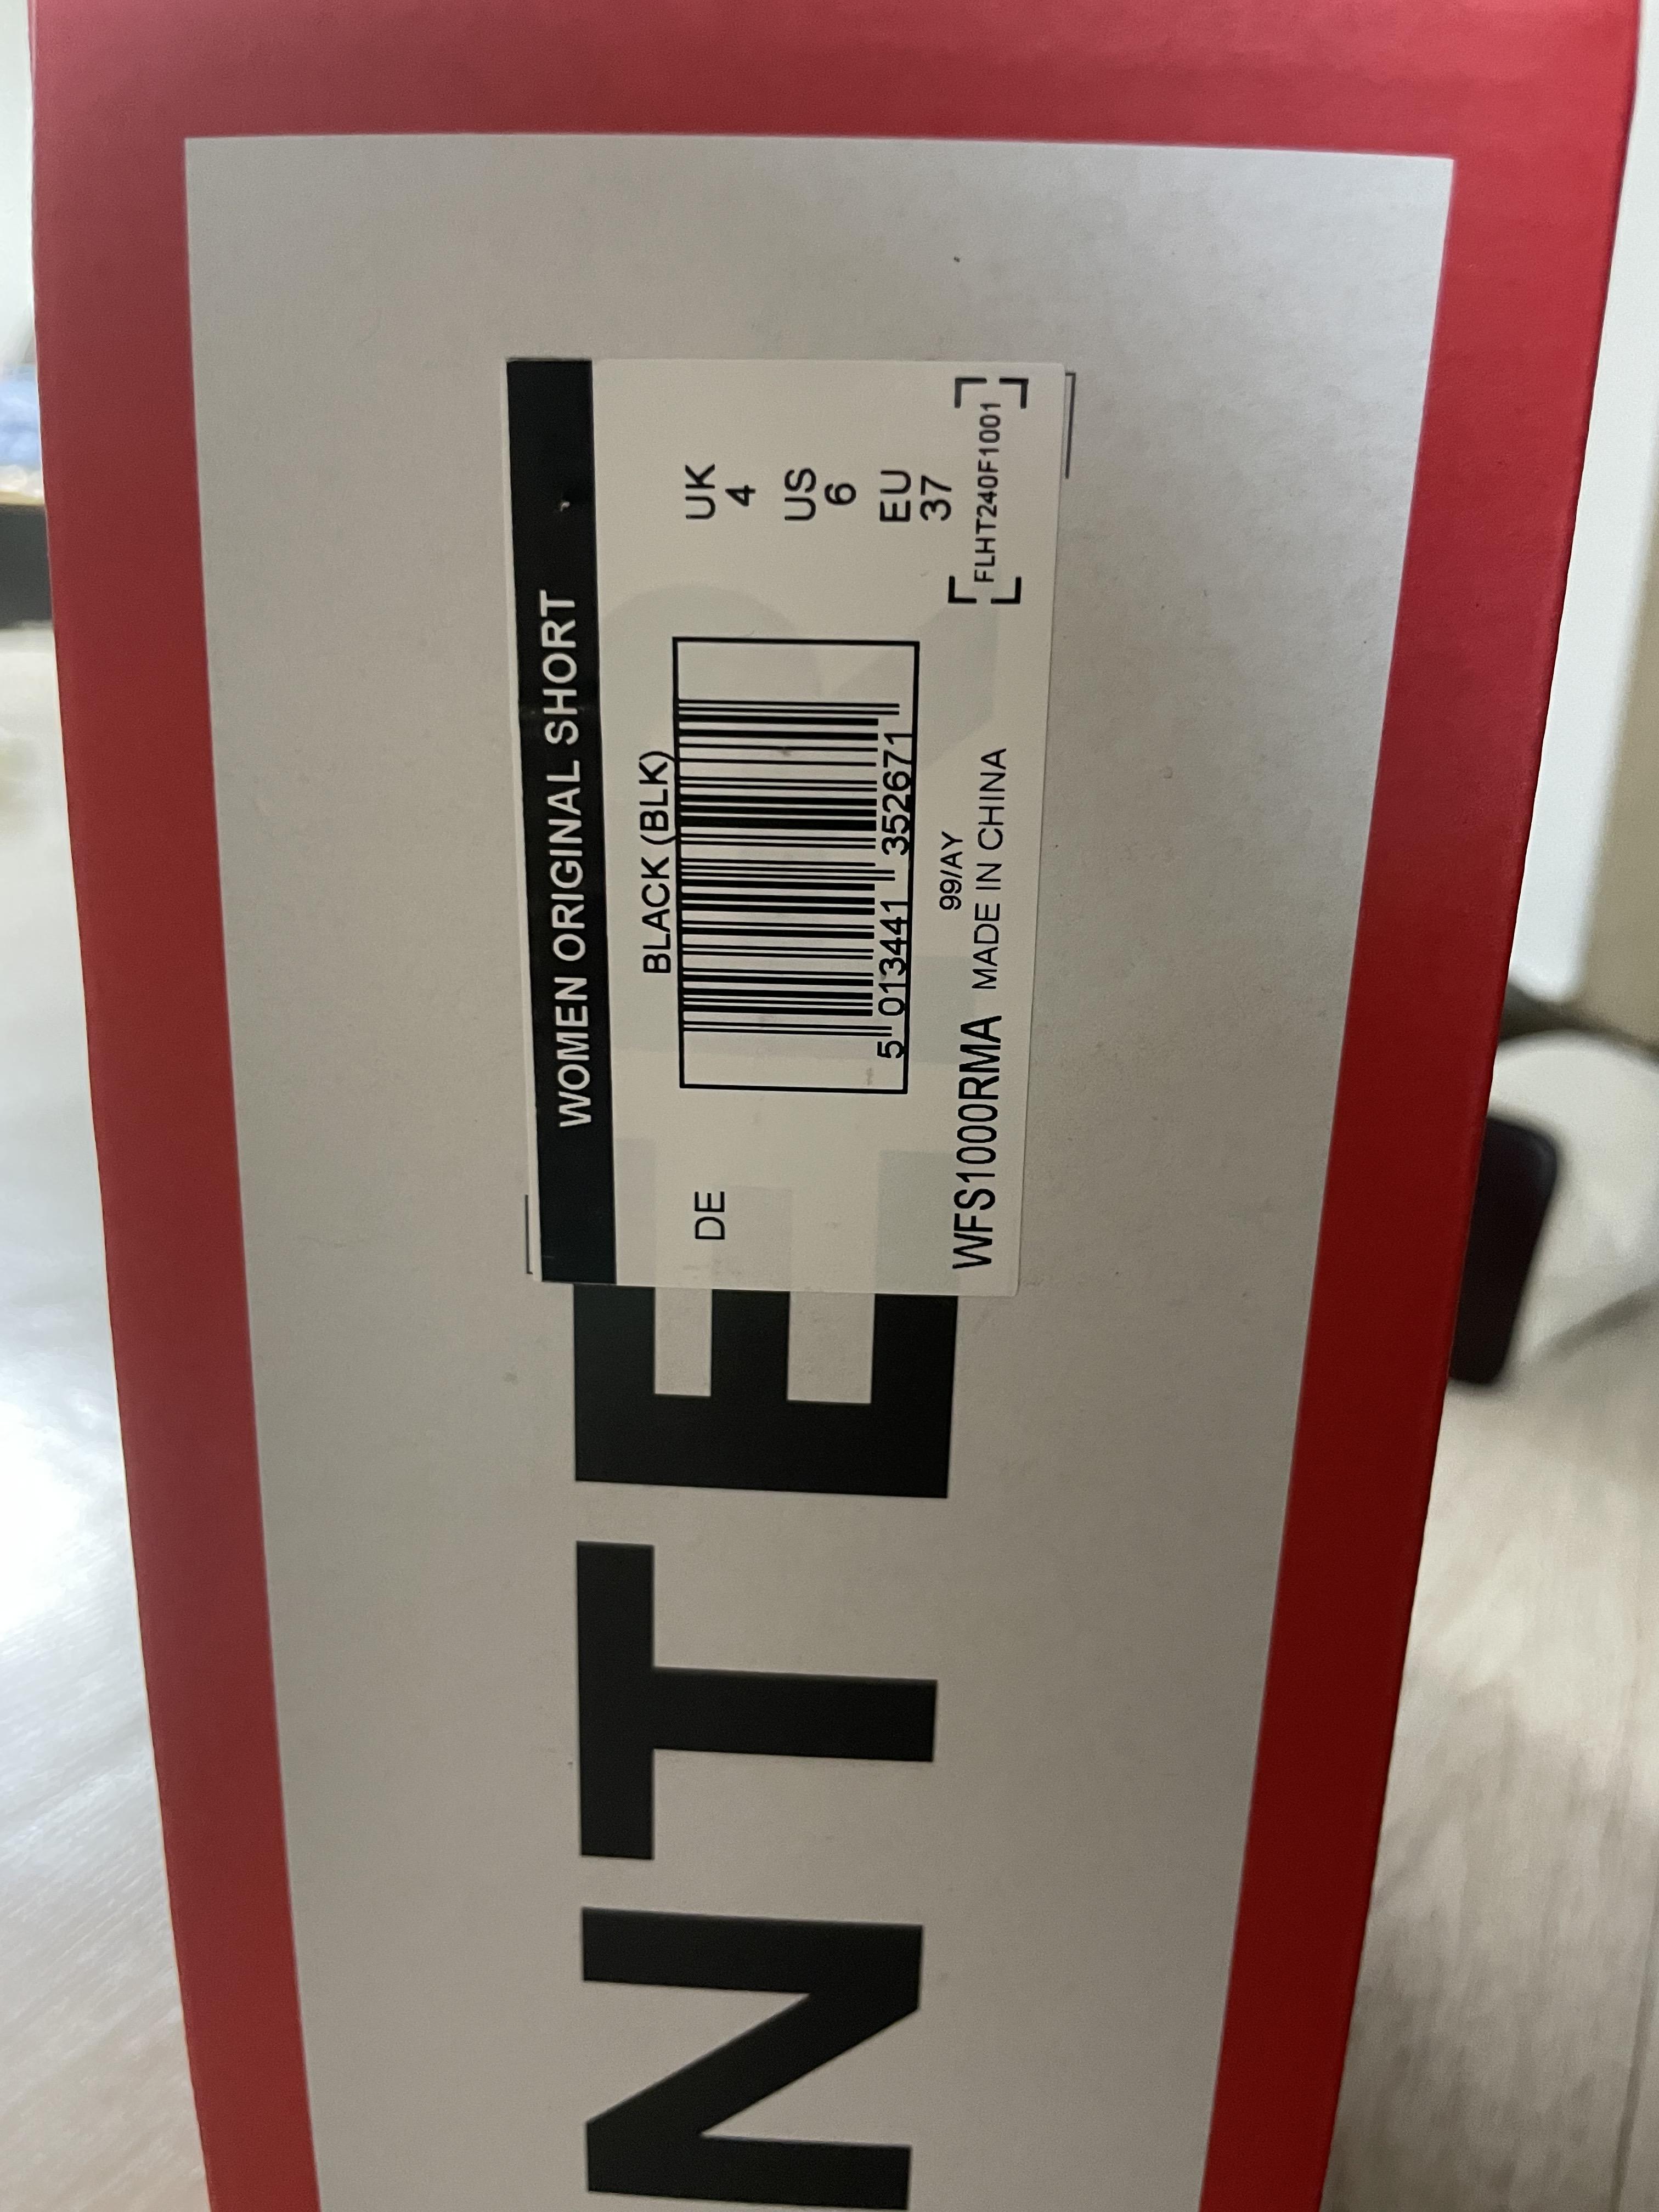 NTE
WOMEN ORIGINAL SHORT
BLACK (BLK)
DE
5 013441 352671
UK
4
US
6
EU
37
99/AY
WFS1000RMA MADE IN CHINA
FLHT240F1001